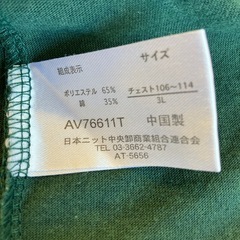 組成表示 サイズ
ポリエステル 65% チェスト106～114
綿 35% 3L
AV76611T 中国製
日本ニット中央卸商業組合連合会
TEL 03-3662-4787
AT-5656